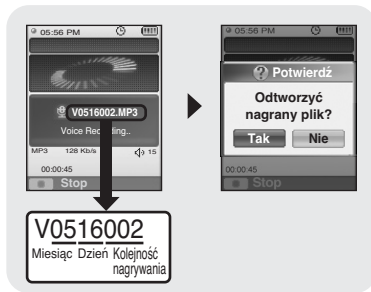 05:56 PM
V0516002.MP3
Voice Recording..
MP3 128 Kb/s 15
00:00:45
Stop
V0516002
Miesiąc Dzień Kolejność
nagrywania
05:56 PM
Potwierdź
Odtworzyć
nagrany plik?
Tak Nie
00:00:45
Stop